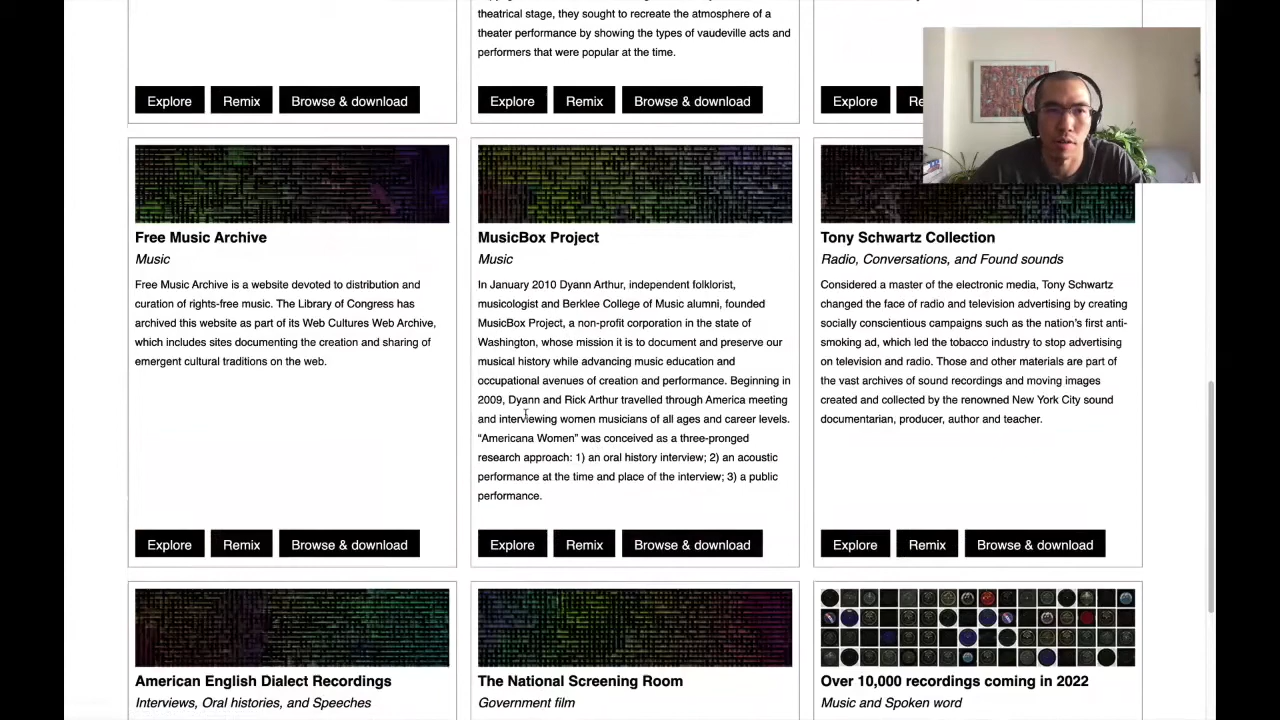 theatrical stage, they sought to recreate the atmosphere of a
theater performance by showing the types of vaudeville acts and
performers that were popular at the time.
Explore Remix Browse & download
Explore Remix Browse & download
Explore
Free Music Archive
Music
Free Music Archive is a website devoted to distribution and
curation of rights-free music. The Library of Congress has
archived this website as part of its Web Cultures Web Archive,
which includes sites documenting the creation and sharing of
emergent cultural traditions on the web.
Explore Remix Browse & download
MusicBox Project
Music
In January 2010 Dyann Arthur, independent folklorist,
musicologist and Berklee College of Music alumni, founded
MusicBox Project, a non-profit corporation in the state of
Washington, whose mission it is to document and preserve our
musical history while advancing music education and
occupational avenues of creation and performance. Beginning in
2009, Dyann and Rick Arthur travelled through America meeting
and interviewing women musicians of all ages and career levels.
“Americana Women” was conceived as a three-pronged
research approach: 1) an oral history interview; 2) an acoustic
performance at the time and place of the interview; 3) a public
performance.
Explore Remix Browse & download
Tony Schwartz Collection
Radio, Conversations, and Found sounds
Considered a master of the electronic media, Tony Schwartz
changed the face of radio and television advertising by creating
socially conscientious campaigns such as the nation’s first anti-
smoking ad, which led the tobacco industry to stop advertising
on television and radio. Those and other materials are part of
the vast archives of sound recordings and moving images
created and collected by the renowned New York City sound
documentarian, producer, author and teacher.
Explore Remix Browse & download
American English Dialect Recordings
Interviews, Oral histories, and Speeches
The National Screening Room
Government film
Over 10,000 recordings coming in 2022
Music and Spoken word